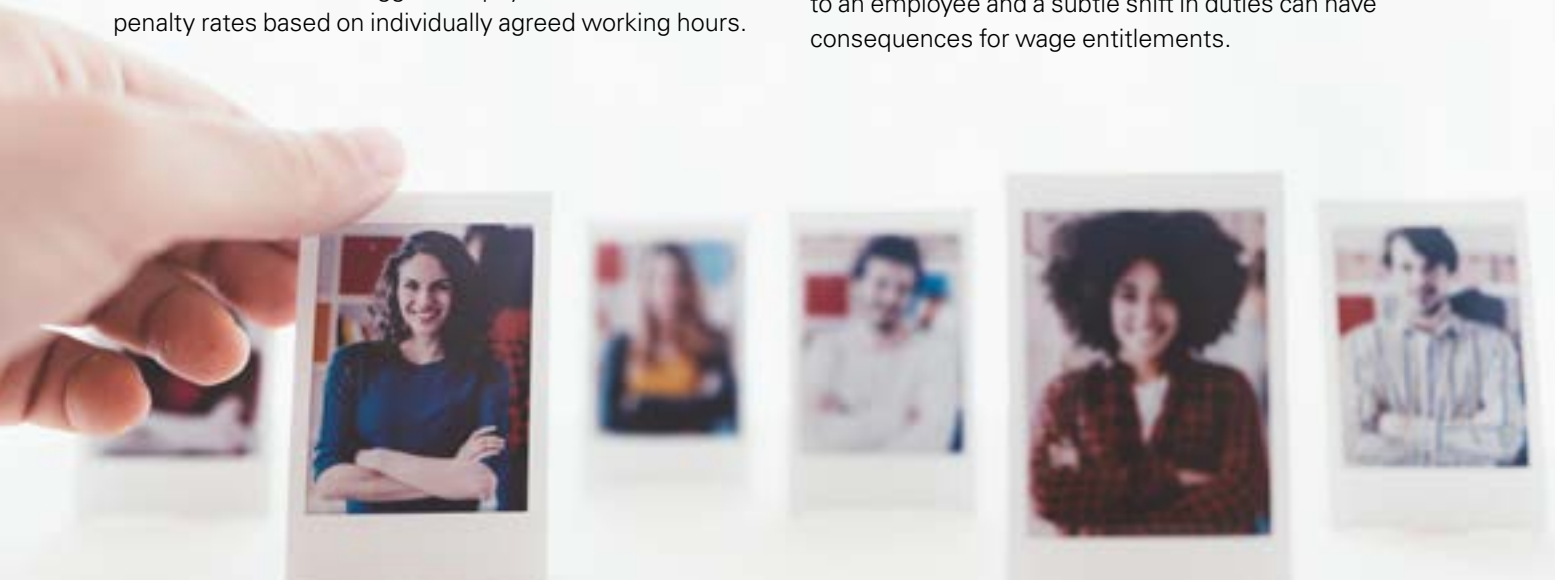 penalty rates based on individually agreed working hours.
to an employee and a subtle shift in duties can have
consequences for wage entitlements.